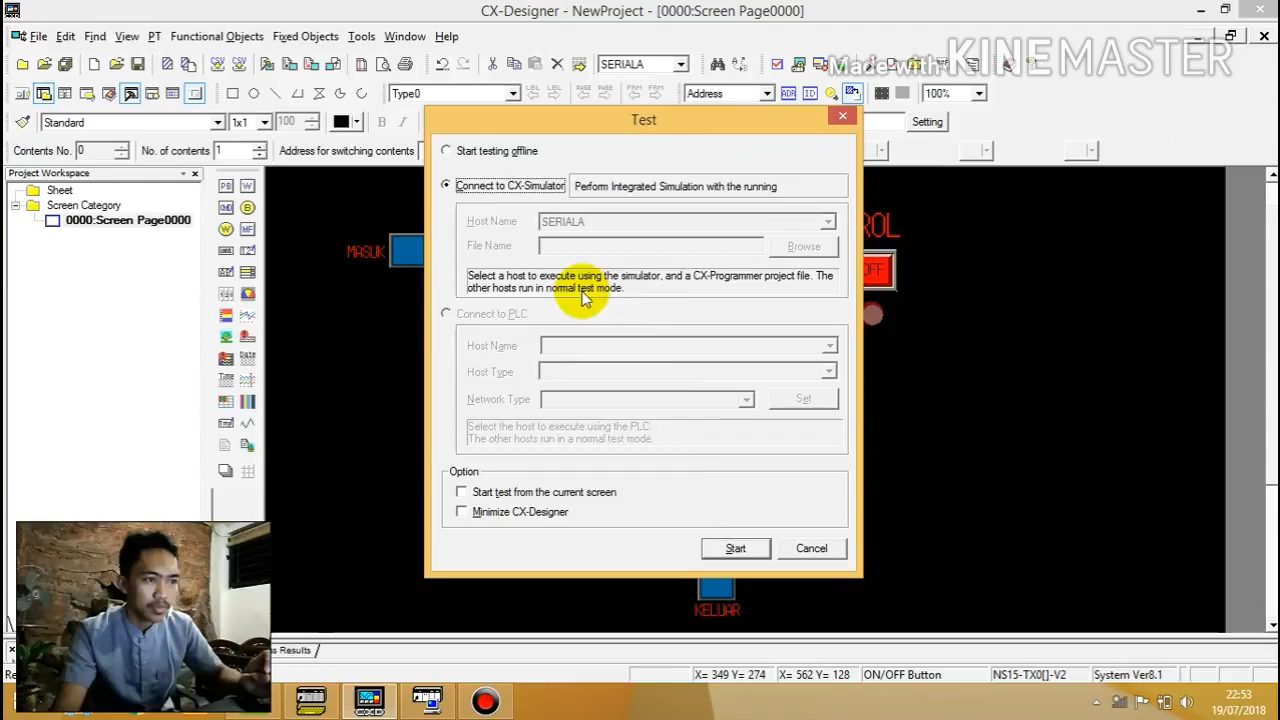 CX-Designer - NewProject - [0000:Screen Page0000]
File Edit Find View PT Functional Objects Fixed Objects Tools Window Help
SERIALA
Made with KINEMASTER
Type0
Address
100%
Standard
1x1
100
B I
Setting
Contents No. 0
No. of contents 1
Address for switching contents
Project Workspace
Sheet
Screen Category
0000:Screen Page0000
MASUK
ROL
OFF
KELUAR
Test
Start testing offline
Connect to CX-Simulator
Perform Integrated Simulation with the running
Host Name SERIALA
File Name
Browse
Select a host to execute using the simulator, and a CX-Programmer project file. The
other hosts run in normal test mode.
Connect to PLC
Host Name
Host Type
Network Type
Set
Select the host to execute using the PLC.
The other hosts run in a normal test mode.
Option
Start test from the current screen
Minimize CX-Designer
Start
Cancel
Results
X= 349 Y= 274
X= 562 Y= 128
ON/OFF Button
NS15-TX0[]-V2
System Ver8.1
22:53
19/07/2018